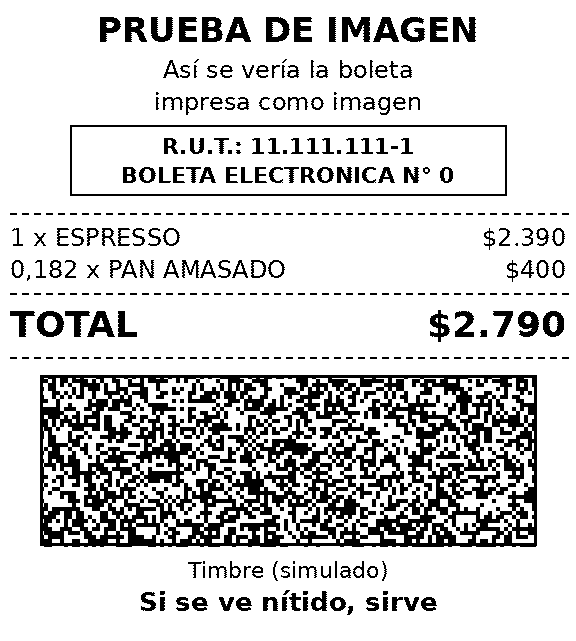 PRUEBA DE IMAGEN
Así se vería la boleta
impresa como imagen
R.U.T.: 11.111.111-1
BOLETA ELECTRONICA N° 0
1 x ESPRESSO $2.390
0,182 x PAN AMASADO $400
TOTAL $2.790
Timbre (simulado)
Si se ve nítido, sirve